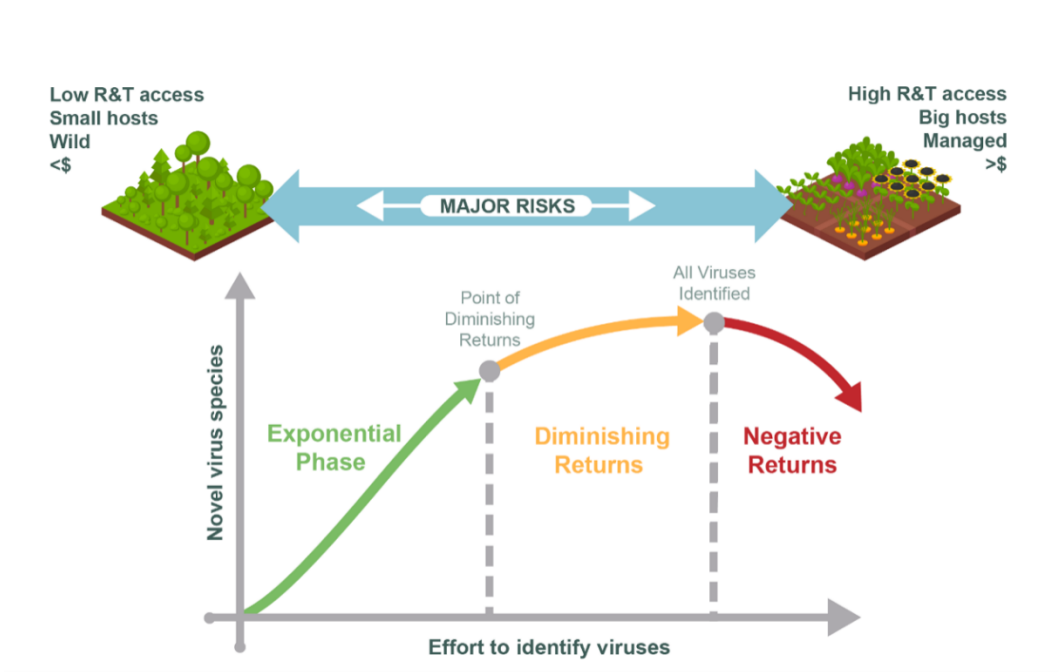 Low R&T access
Small hosts
Wild
<$
High R&T access
Big hosts
Managed
>$
MAJOR RISKS
All Viruses
Identified
Point of
Diminishing
Returns
Novel virus species
Exponential
Phase
Diminishing
Returns
Negative
Returns
Effort to identify viruses